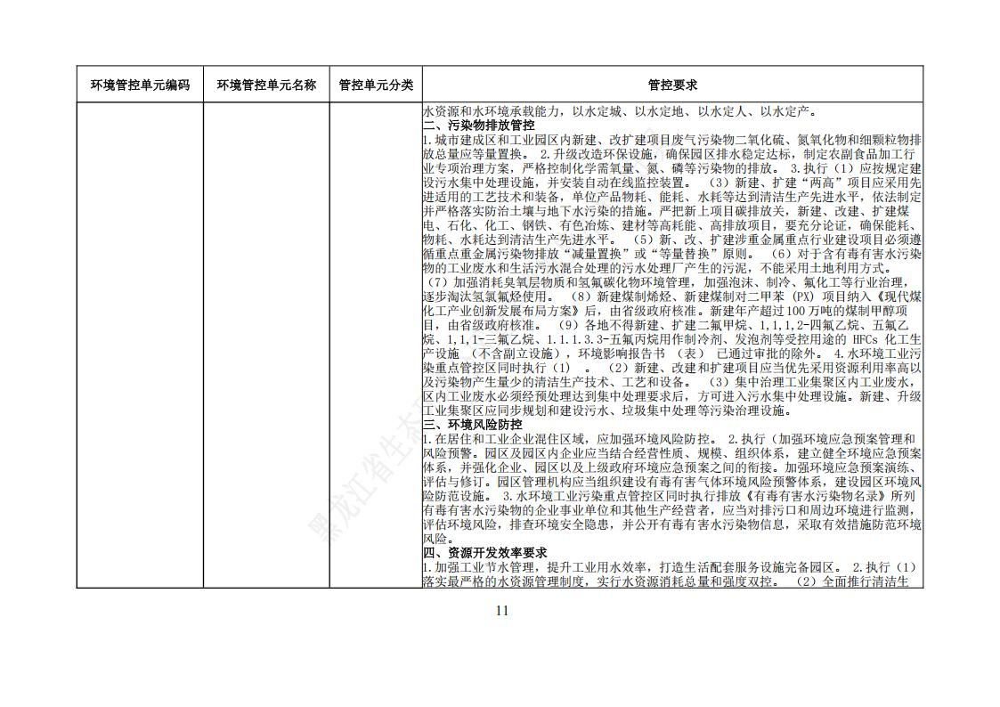 环境管控单元编码 环境管控单元名称 管控单元分类 管控要求
水资源和水环境承载能力，以水定城、以水定地、以水定人、以水定产。
二、污染物排放管控
1.城市建成区和工业园区内新建、改扩建项目废气污染物二氧化硫、氮氧化物和细颗粒物排
放总量应等量置换。 2.升级改造环保设施，确保园区排水稳定达标，制定农副食品加工行
业专项治理方案，严格控制化学需氧量、氮、磷等污染物的排放。 3.执行（1）应按规定建
设污水集中处理设施，并安装自动在线监控装置。 （3）新建、扩建“两高”项目应采用先
进适用的工艺技术和装备，单位产品物耗、能耗、水耗等达到清洁生产先进水平，依法制定
并严格落实防治土壤与地下水污染的措施。严把新上项目碳排放关，新建、改建、扩建煤
电、石化、化工、钢铁、有色冶炼、建材等高耗能、高排放项目，要充分论证，确保能耗、
物耗、水耗达到清洁生产先进水平。 （5）新、改、扩建涉重金属重点行业建设项目必须遵
循重点重金属污染物排放“减量置换”或“等量替换”原则。 （6）对于含有毒有害水污染
物的工业废水和生活污水混合处理的污水处理厂产生的污泥，不能采用土地利用方式。
（7）加强消耗臭氧层物质和氢氟碳化物环境管理，加强泡沫、制冷、氟化工等行业治理，
逐步淘汰氢氯氟烃使用。 （8）新建煤制烯烃、新建煤制对二甲苯 (PX) 项目纳入《现代煤
化工产业创新发展布局方案》后，由省级政府核准。新建年产超过100万吨的煤制甲醇项
目，由省级政府核准。 （9）各地不得新建、扩建二氟甲烷、1,1,1,2-四氟乙烷、五氟乙
烷、1,1,1-三氟乙烷、1.1.1.3.3-五氟丙烷用作制冷剂、发泡剂等受控用途的 HFCs 化工生
产设施 （不含副立设施），环境影响报告书 （表） 已通过审批的除外。 4.水环境工业污
染重点管控区同时执行（1） 。 （2）新建、改建和扩建项目应当优先采用资源利用率高以
及污染物产生量少的清洁生产技术、工艺和设备。 （3）集中治理工业集聚区内工业废水，
区内工业废水必须经预处理达到集中处理要求后，方可进入污水集中处理设施。新建、升级
工业集聚区应同步规划和建设污水、垃圾集中处理等污染治理设施。
三、环境风险防控
1.在居住和工业企业混住区域，应加强环境风险防控。 2.执行（加强环境应急预案管理和
风险预警。园区及园区内企业应当结合经营性质、规模、组织体系，建立健全环境应急预案
体系，并强化企业、园区以及上级政府环境应急预案之间的衔接。加强环境应急预案演练、
评估与修订。园区管理机构应当组织建设有毒有害气体环境风险预警体系，建设园区环境风
险防范设施。 3.水环境工业污染重点管控区同时执行排放《有毒有害水污染物名录》所列
有毒有害水污染物的企业事业单位和其他生产经营者，应当对排污口和周边环境进行监测，
评估环境风险，排查环境安全隐患，并公开有毒有害水污染物信息，采取有效措施防范环境
风险。
四、资源开发效率要求
1.加强工业节水管理，提升工业用水效率，打造生活配套服务设施完备园区。 2.执行（1）
落实最严格的水资源管理制度，实行水资源消耗总量和强度双控。 （2）全面推行清洁生
11
黑龙江省生态环